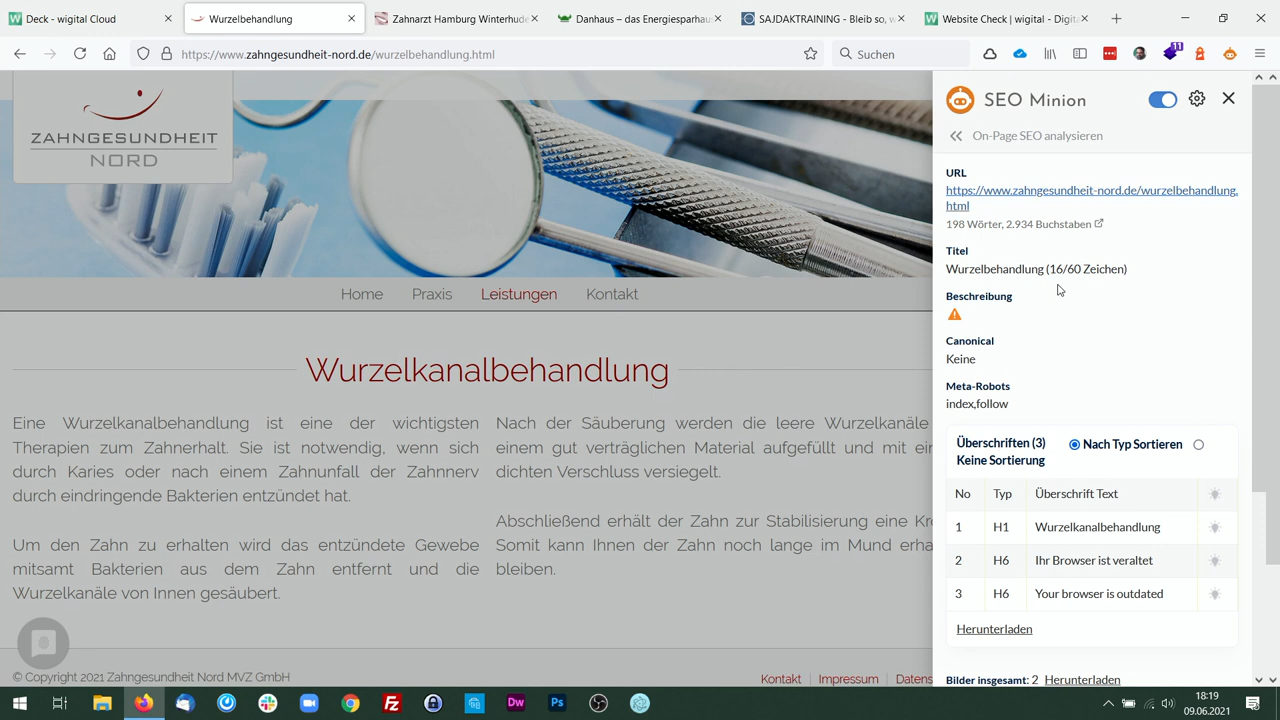 Deck - wigital Cloud
Wurzelbehandlung
Zahnarzt Hamburg Winterhude
Danhaus – das Energiesparhaus
SAJDAKTRAINING - Bleib so, w
Website Check | wigital - Digita
https://www.zahngesundheit-nord.de/wurzelbehandlung.html
Suchen
11
ZAHNGESUNDHEIT
NORD
Home
Praxis
Leistungen
Kontakt
Wurzelkanalbehandlung
Eine Wurzelkanalbehandlung ist eine der wichtigsten
Therapien zum Zahnerhalt. Sie ist notwendig, wenn sich
durch Karies oder nach einem Zahnunfall der Zahnnerv
durch eindringende Bakterien entzündet hat.
Um den Zahn zu erhalten wird das entzündete Gewebe
mitsamt Bakterien aus dem Zahn entfernt und die
Wurzelkanäle von Innen gesäubert.
Nach der Säuberung werden die leere Wurzelkanäle
einem gut verträglichen Material aufgefüllt und mit ein
dichten Verschluss versiegelt.
Abschließend erhält der Zahn zur Stabilisierung eine Kro
Somit kann Ihnen der Zahn noch lange im Mund erha
bleiben.
© Copyright 2021 Zahngesundheit Nord MVZ GmbH
Kontakt
Impressum
Datens
SEO Minion
On-Page SEO analysieren
URL
https://www.zahngesundheit-nord.de/wurzelbehandlung.
html
198 Wörter, 2.934 Buchstaben
Titel
Wurzelbehandlung (16/60 Zeichen)
Beschreibung
Canonical
Keine
Meta-Robots
index,follow
Überschriften (3)
Nach Typ Sortieren
Keine Sortierung
No Typ Überschrift Text
1 H1 Wurzelkanalbehandlung
2 H6 Ihr Browser ist veraltet
3 H6 Your browser is outdated
Herunterladen
Bilder insgesamt: 2 Herunterladen
Dw
Ps
18:19
09.06.2021